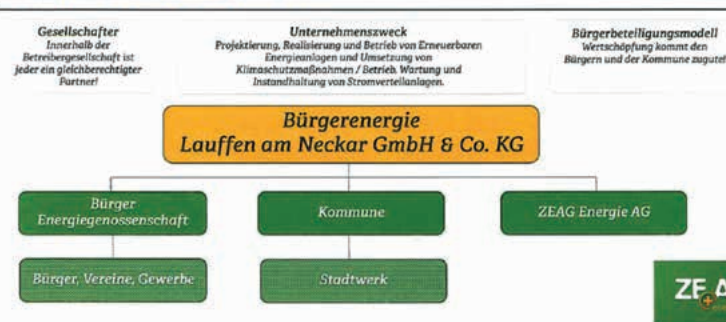 Gesellschafter
Innerhalb der
Betreibergesellschaft ist
jeder ein gleichberechtigter
Partner!
Unternehmenszweck
Projektierung, Realisierung und Betrieb von Erneuerbaren
Energieanlagen und Umsetzung von
Klimaschutzmaßnahmen / Betrieb, Wartung und
Instandhaltung von Stromverteilanlagen.
Bürgerbeteiligungsmodell
Wertschöpfung kommt den
Bürgern und der Kommune zugute!
Bürgerenergie
Lauffen am Neckar GmbH & Co. KG
Bürger
Energiegenossenschaft
Kommune
ZEAG Energie AG
Bürger, Vereine, Gewerbe
Stadtwerk